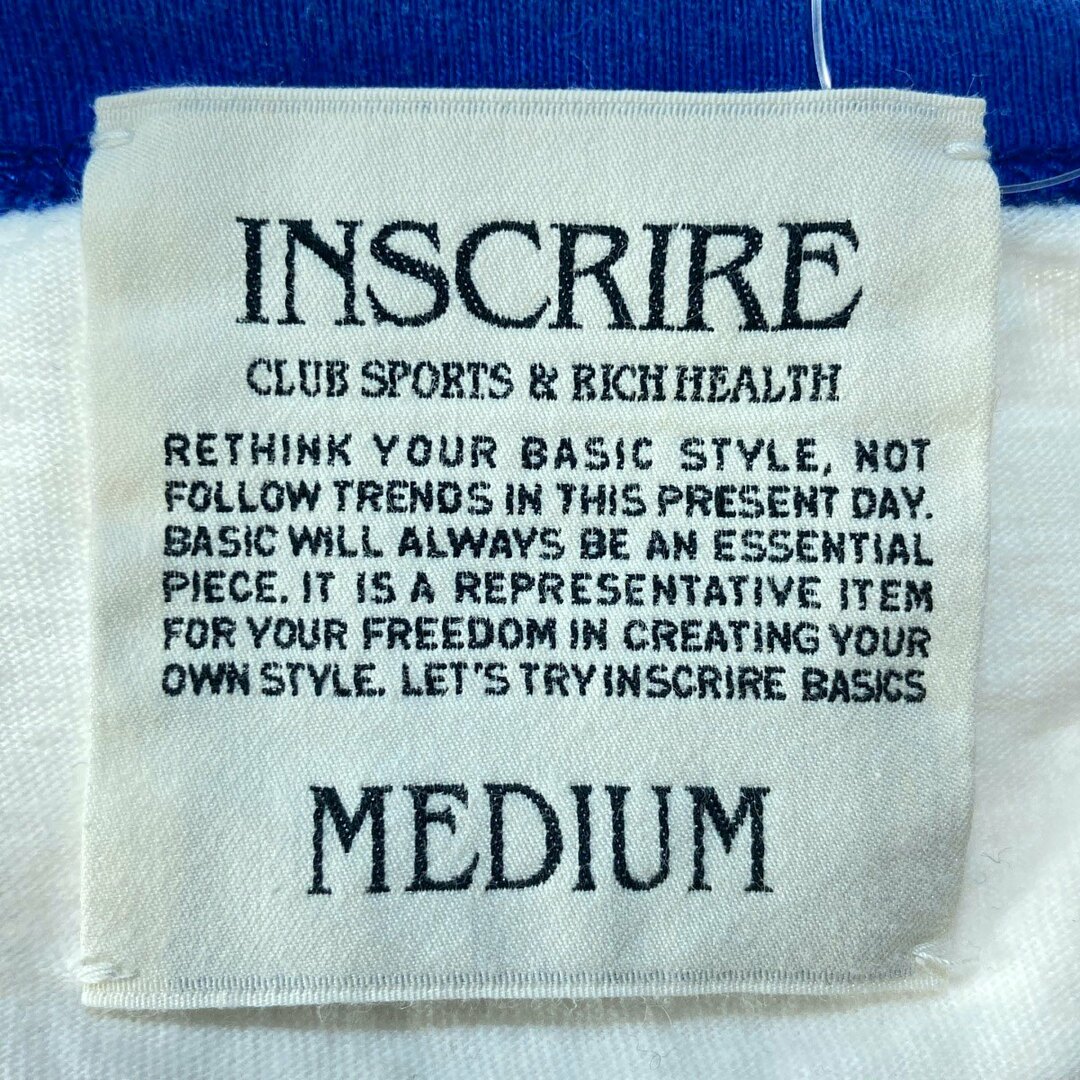 INSCRIRE
CLUB SPORTS & RICH HEALTH
RETHINK YOUR BASIC STYLE, NOT
FOLLOW TRENDS IN THIS PRESENT DAY.
BASIC WILL ALWAYS BE AN ESSENTIAL
PIECE. IT IS A REPRESENTATIVE ITEM
FOR YOUR FREEDOM IN CREATING YOUR
OWN STYLE. LET'S TRY INSCRIRE BASICS
MEDIUM